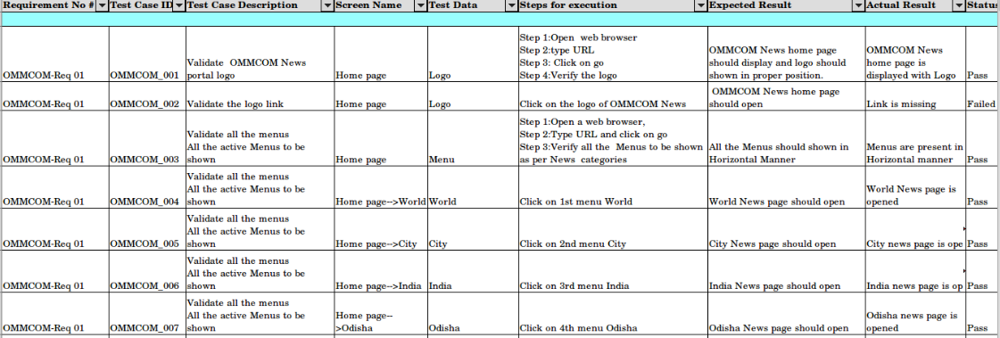 Requirement No # Test Case ID Test Case Description Screen Name Test Data Steps for execution Expected Result Actual Result Status
OMMCOM-Req 01
OMMCOM_001
Validate OMMCOM News
portal logo
Home page
Logo
Step 1:Open web browser
Step 2:type URL
Step 3: Click on go
Step 4:Verify the logo
OMMCOM News home page
should display and logo should
shown in proper position.
OMMCOM News
home page is
displayed with Logo
Pass
OMMCOM-Req 01
OMMCOM_002
Validate the logo link
Home page
Logo
Click on the logo of OMMCOM News
OMMCOM News home page
should open
Link is missing
Failed
OMMCOM-Req 01
OMMCOM_003
Validate all the menus
All the active Menus to be
shown
Home page
Menu
Step 1:Open a web browser,
Step 2:Type URL and click on go
Step 3:Verify all the Menus to be shown
as per News categories
All the Menus should shown in
Horizontal Manner
Menus are present in
Horizontal manner
Pass
OMMCOM-Req 01
OMMCOM_004
Validate all the menus
All the active Menus to be
shown
Home page-->World
World
Click on 1st menu World
World News page should open
World News page is
opened
Pass
OMMCOM-Req 01
OMMCOM_005
Validate all the menus
All the active Menus to be
shown
Home page-->City
City
Click on 2nd menu City
City News page should open
City news page is ope
Pass
OMMCOM-Req 01
OMMCOM_006
Validate all the menus
All the active Menus to be
shown
Home page-->India
India
Click on 3rd menu India
India News page should open
India news page is op
Pass
OMMCOM-Req 01
OMMCOM_007
Validate all the menus
All the active Menus to be
shown
Home page--
>Odisha
Odisha
Click on 4th menu Odisha
Odisha News page should open
Odisha news page is
opened
Pass